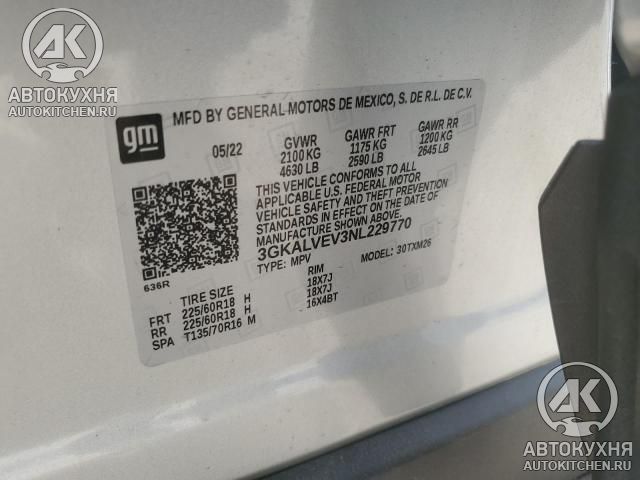 АВТОКУХНЯ
AUTOKITCHEN.RU
АВТОКУХНЯ
AUTOKITCHEN.RU
gm
MFD BY GENERAL MOTORS DE MEXICO, S. DE R.L. DE C.V.
05/22 GVWR GAWR FRT GAWR RR
2100 KG 1175 KG 1200 KG
4630 LB 2590 LB 2645 LB
THIS VEHICLE CONFORMS TO ALL
APPLICABLE U.S. FEDERAL MOTOR
VEHICLE SAFETY, BUMPER, AND THEFT
PREVENTION STANDARDS IN
EFFECT ON THE DATE OF
MANUFACTURE SHOWN ABOVE.
3GKALVEV3NL229770
TYPE: MPV MODEL: 30TXM26
636R
TIRE SIZE RIM
FRT 225/60R18 H 18X7J
RR 225/60R18 H 18X7J
SPA T135/70R16 M 16X4BT
АВТОКУХНЯ
AUTOKITCHEN.RU